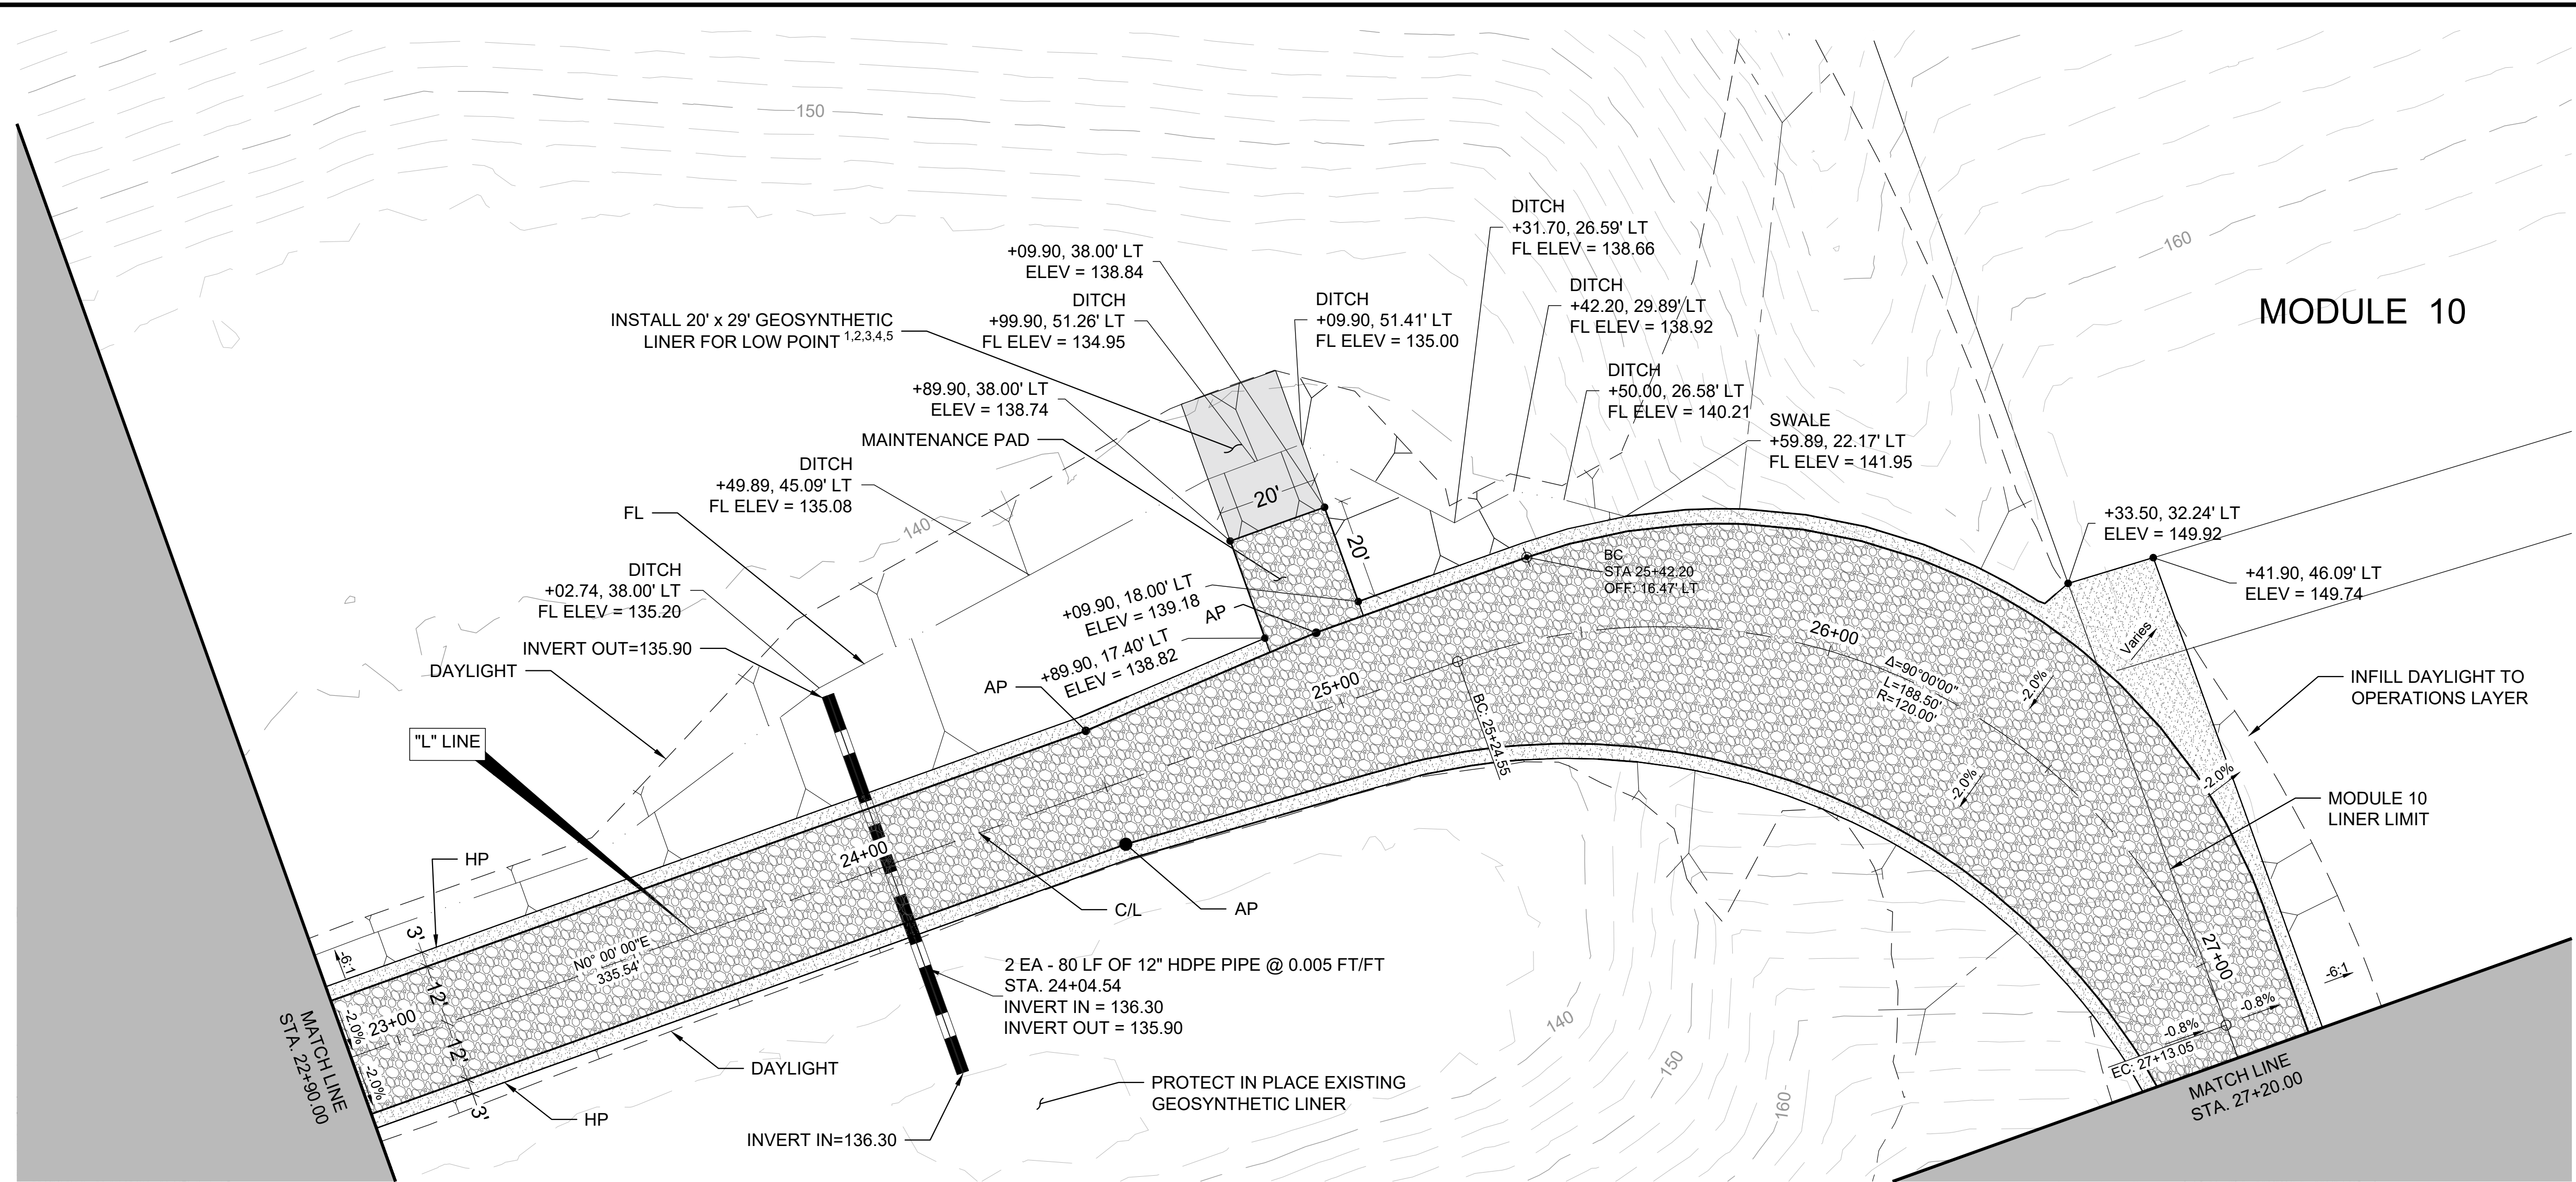 150
160
MODULE 10
DITCH
+31.70, 26.59' LT
FL ELEV = 138.66
+09.90, 38.00' LT
ELEV = 138.84
DITCH
+42.20, 29.89' LT
FL ELEV = 138.92
DITCH
+99.90, 51.26' LT
FL ELEV = 134.95
DITCH
+09.90, 51.41' LT
FL ELEV = 135.00
INSTALL 20' x 29' GEOSYNTHETIC
LINER FOR LOW POINT 1,2,3,4,5
DITCH
+50.00, 26.58' LT
FL ELEV = 140.21
+89.90, 38.00' LT
ELEV = 138.74
SWALE
+59.89, 22.17' LT
FL ELEV = 141.95
MAINTENANCE PAD
DITCH
+49.89, 45.09' LT
FL ELEV = 135.08
20'
20'
FL
140
+33.50, 32.24' LT
ELEV = 149.92
BC
STA 25+42.20
OFF: 16.47' LT
+41.90, 46.09' LT
ELEV = 149.74
DITCH
+02.74, 38.00' LT
FL ELEV = 135.20
+09.90, 18.00' LT
ELEV = 139.18
AP
INVERT OUT=135.90
DAYLIGHT
+89.90, 17.40' LT
ELEV = 138.82
AP
26+00
Varies
Δ=90°00'00"
L=188.50'
R=120.00'
-2.0%
INFILL DAYLIGHT TO
OPERATIONS LAYER
25+00
BC: 25+24.55
"L" LINE
-2.0%
-2.0%
MODULE 10
LINER LIMIT
24+00
HP
C/L
AP
3'
-6:1
N0° 00' 00"E
335.54'
27+00
-6:1
2 EA - 80 LF OF 12" HDPE PIPE @ 0.005 FT/FT
STA. 24+04.54
INVERT IN = 136.30
INVERT OUT = 135.90
12'
23+00
-2.0%
12'
-2.0%
3'
MATCH LINE
STA. 22+90.00
140
150
160
-0.8%
-0.8%
EC: 27+13.05
MATCH LINE
STA. 27+20.00
DAYLIGHT
PROTECT IN PLACE EXISTING
GEOSYNTHETIC LINER
HP
INVERT IN=136.30